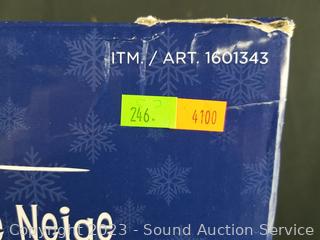 ITM. / ART. 1601343
246. 4100
e Neige
Copyright 2023 - Sound Auction Service